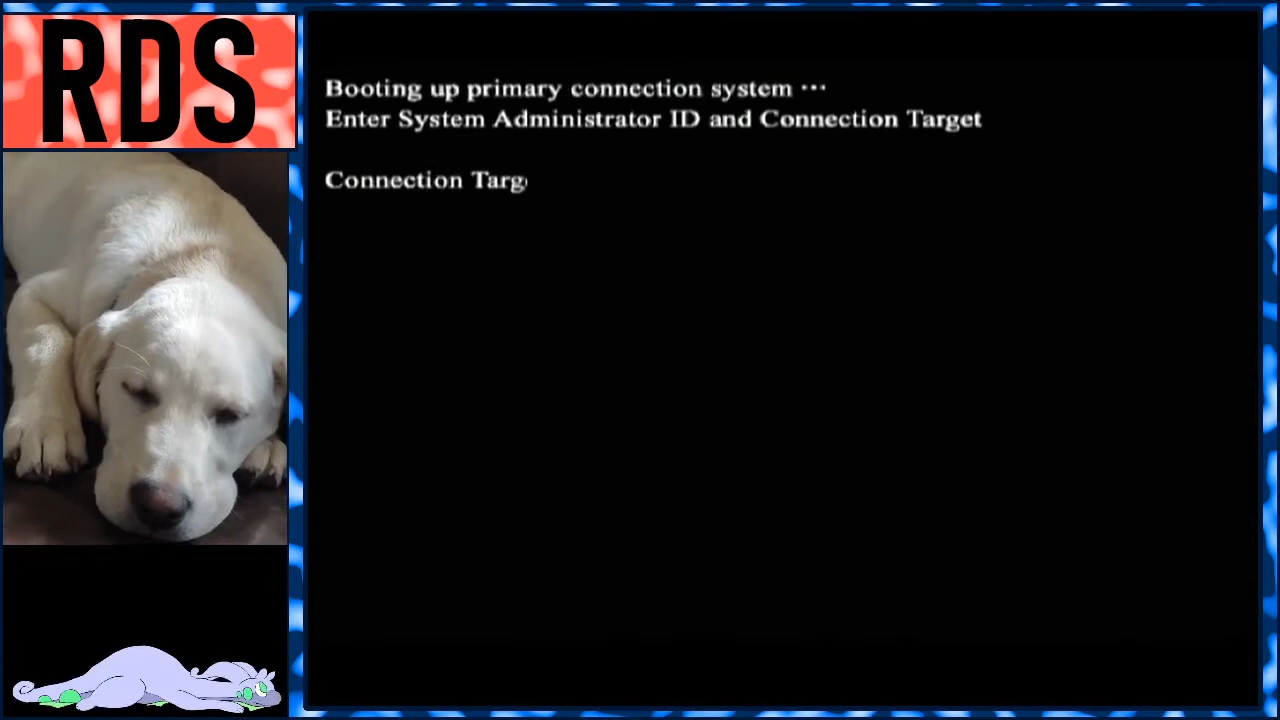 RDS
Booting up primary connection system ···
Enter System Administrator ID and Connection Target
Connection Targ